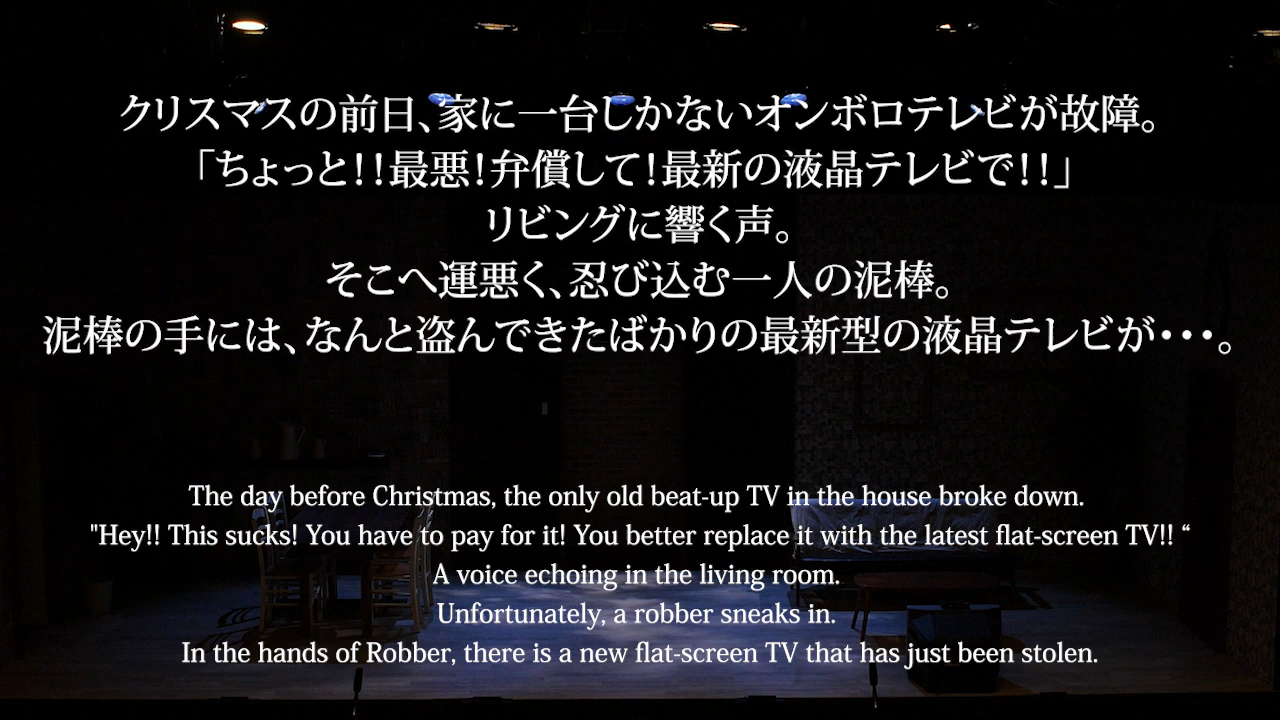 クリスマスの前日、家に一台しかないオンボロテレビが故障。
「ちょっと!!最悪!弁償して!最新の液晶テレビで!!」
リビングに響く声。
そこへ運悪く、忍び込む一人の泥棒。
泥棒の手には、なんと盗んできたばかりの最新型の液晶テレビが・・・。
The day before Christmas, the only old beat-up TV in the house broke down.
"Hey!! This sucks! You have to pay for it! You better replace it with the latest flat-screen TV!! “
A voice echoing in the living room.
Unfortunately, a robber sneaks in.
In the hands of Robber, there is a new flat-screen TV that has just been stolen.